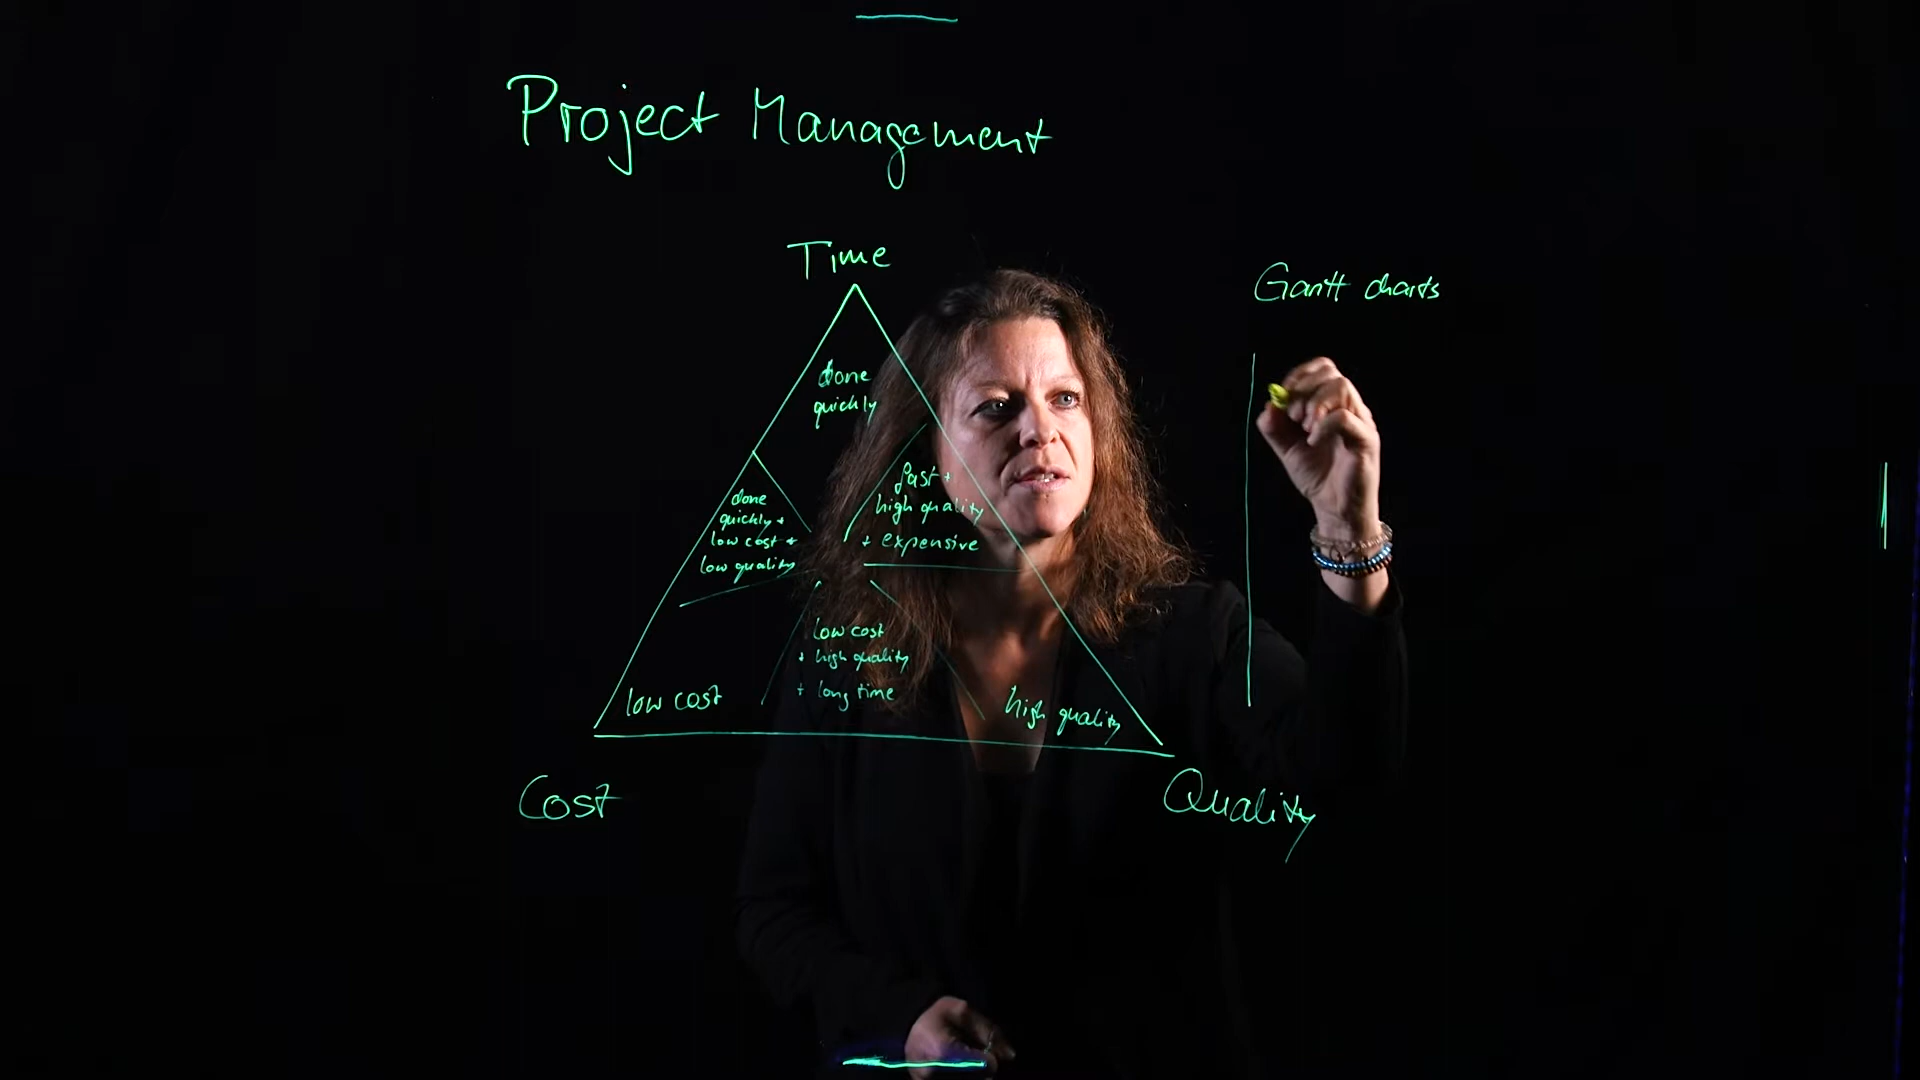 Project Management
Time
done
quickly
done
quickly +
low cost +
low quality
fast +
high quality
+ expensive
low cost
+ high quality
+ long time
low cost
high quality
Cost
Quality
Gantt charts